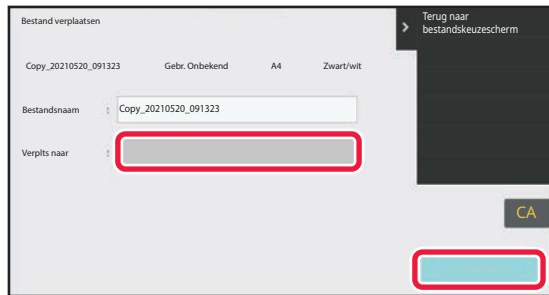 Bestand verplaatsen
Terug naar
bestandskeuzescherm
Copy_20210520_091323 Gebr. Onbekend A4 Zwart/wit
Bestandsnaam : Copy_20210520_091323
Verplts naar :
CA